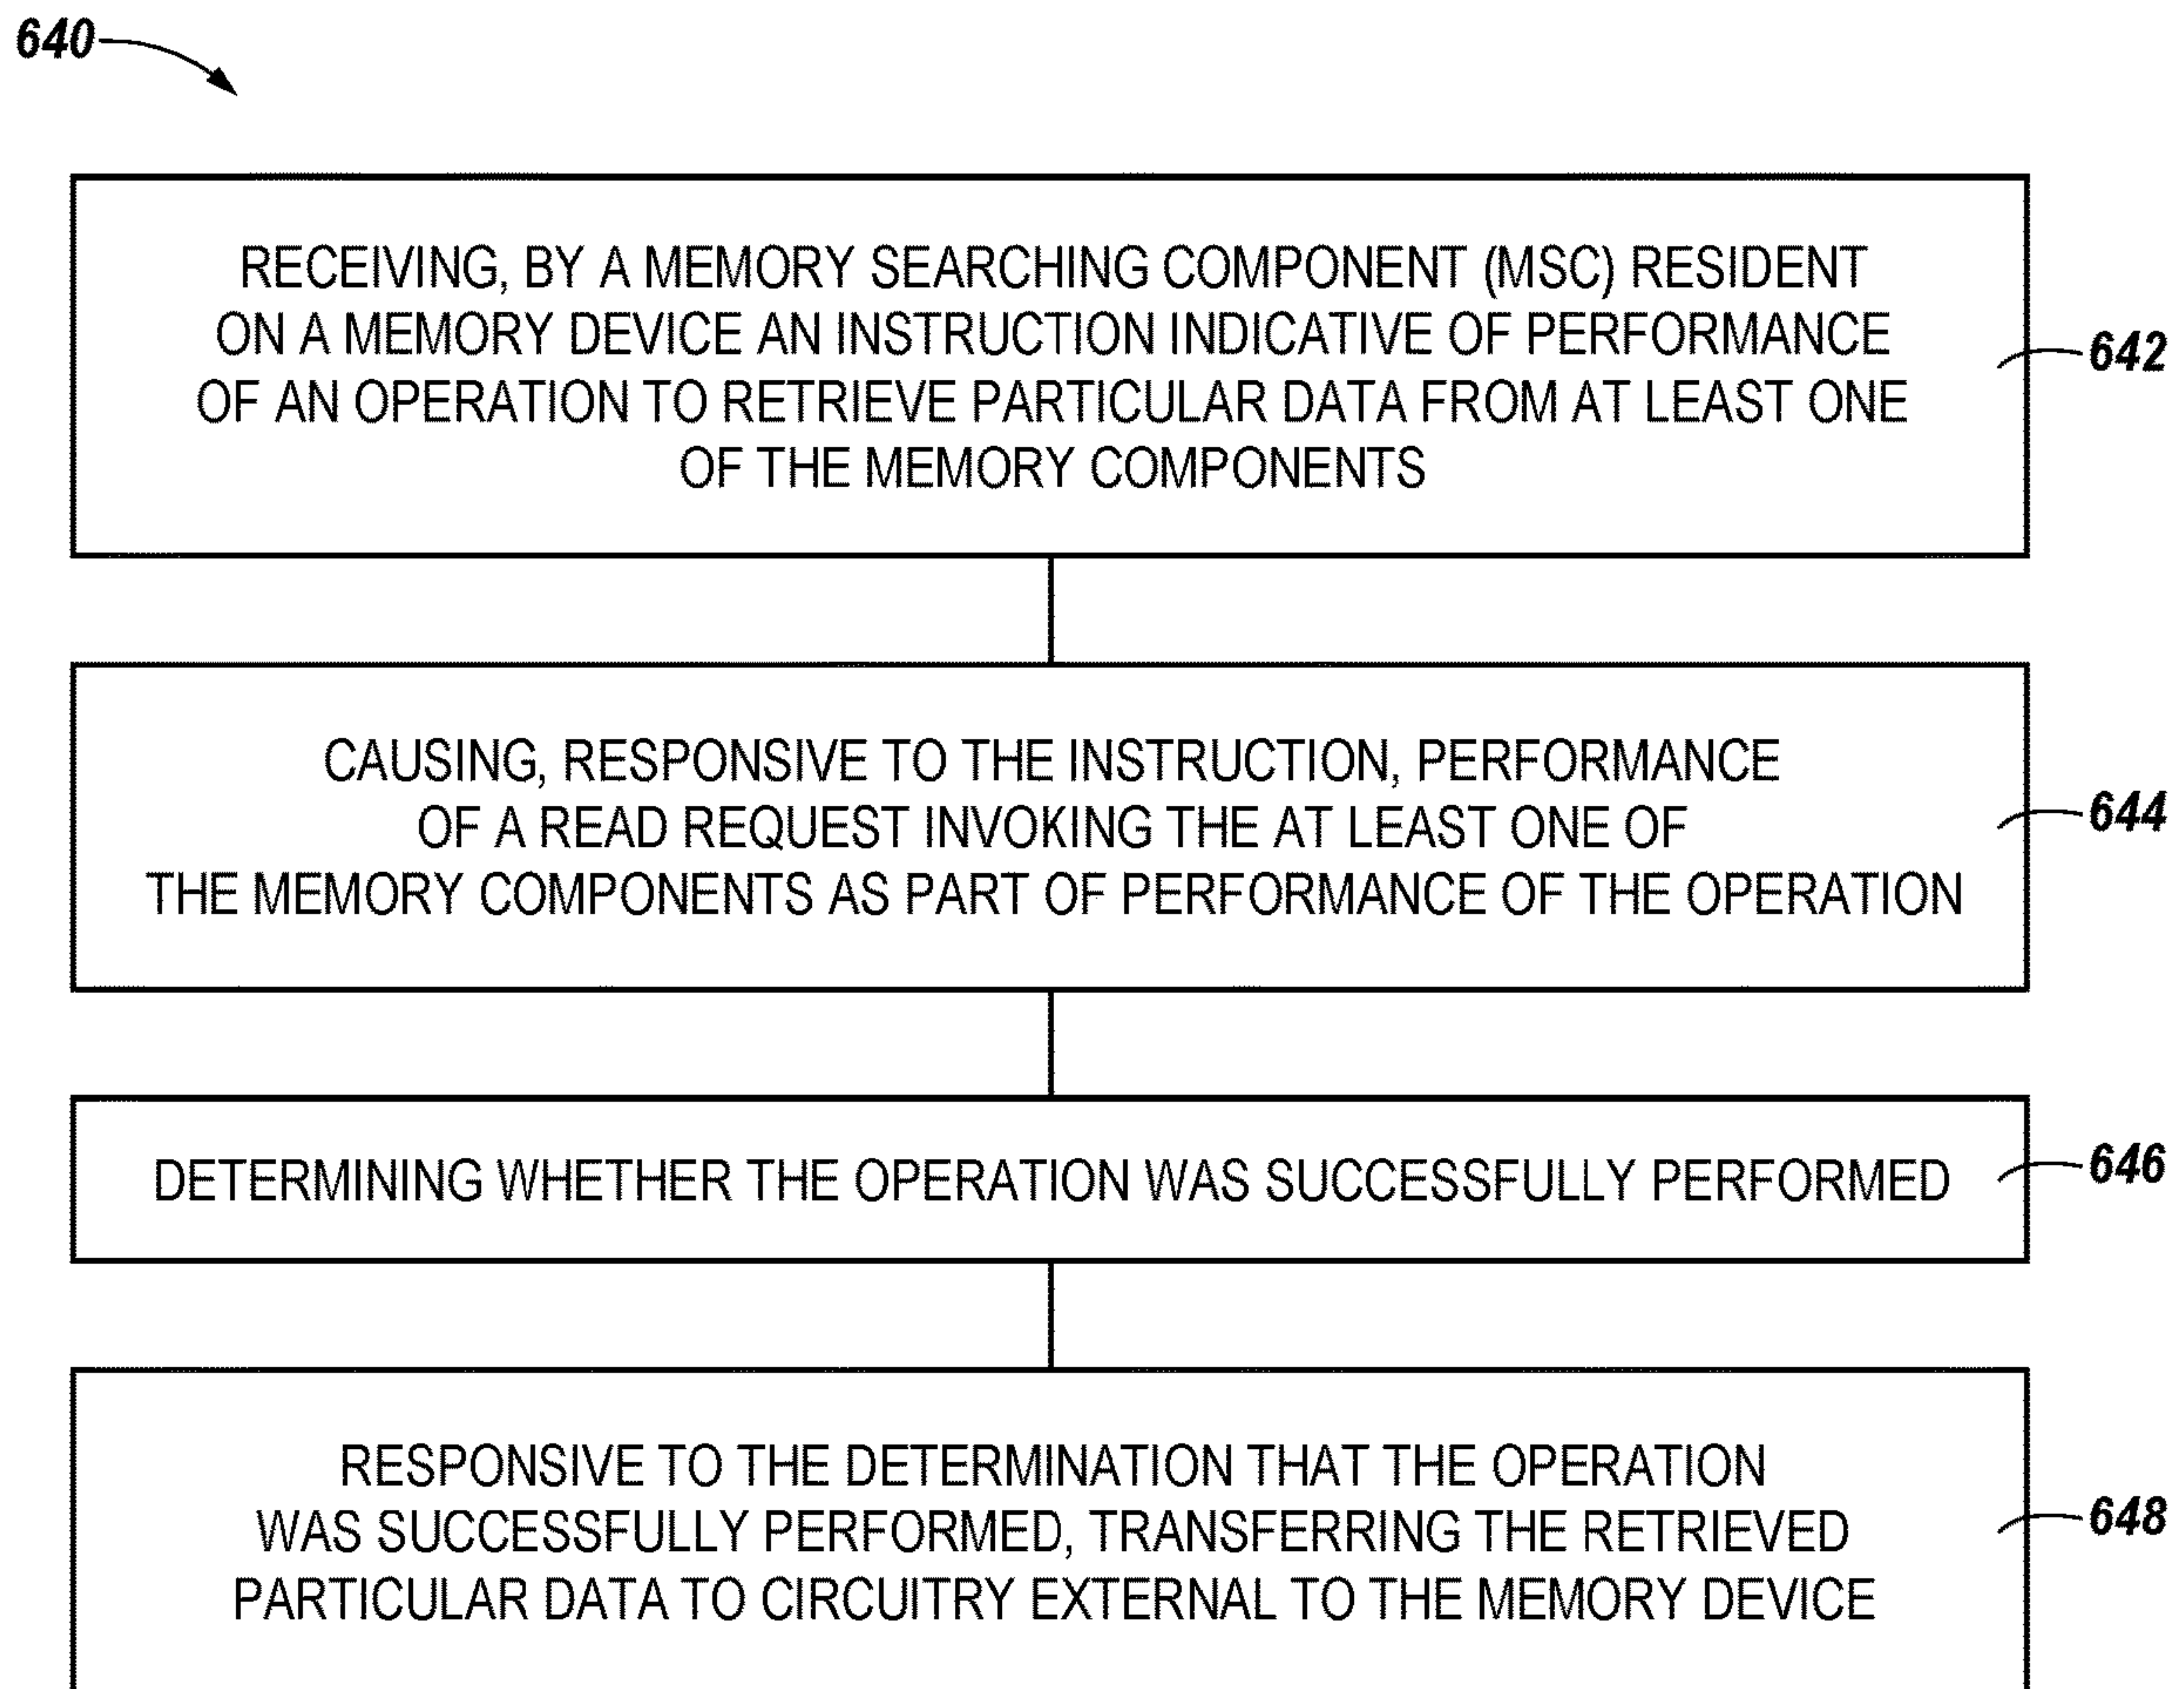 640
RECEIVING, BY A MEMORY SEARCHING COMPONENT (MSC) RESIDENT
ON A MEMORY DEVICE AN INSTRUCTION INDICATIVE OF PERFORMANCE
OF AN OPERATION TO RETRIEVE PARTICULAR DATA FROM AT LEAST ONE
OF THE MEMORY COMPONENTS
642
CAUSING, RESPONSIVE TO THE INSTRUCTION, PERFORMANCE
OF A READ REQUEST INVOKING THE AT LEAST ONE OF
THE MEMORY COMPONENTS AS PART OF PERFORMANCE OF THE OPERATION
644
DETERMINING WHETHER THE OPERATION WAS SUCCESSFULLY PERFORMED
646
RESPONSIVE TO THE DETERMINATION THAT THE OPERATION
WAS SUCCESSFULLY PERFORMED, TRANSFERRING THE RETRIEVED
PARTICULAR DATA TO CIRCUITRY EXTERNAL TO THE MEMORY DEVICE
648